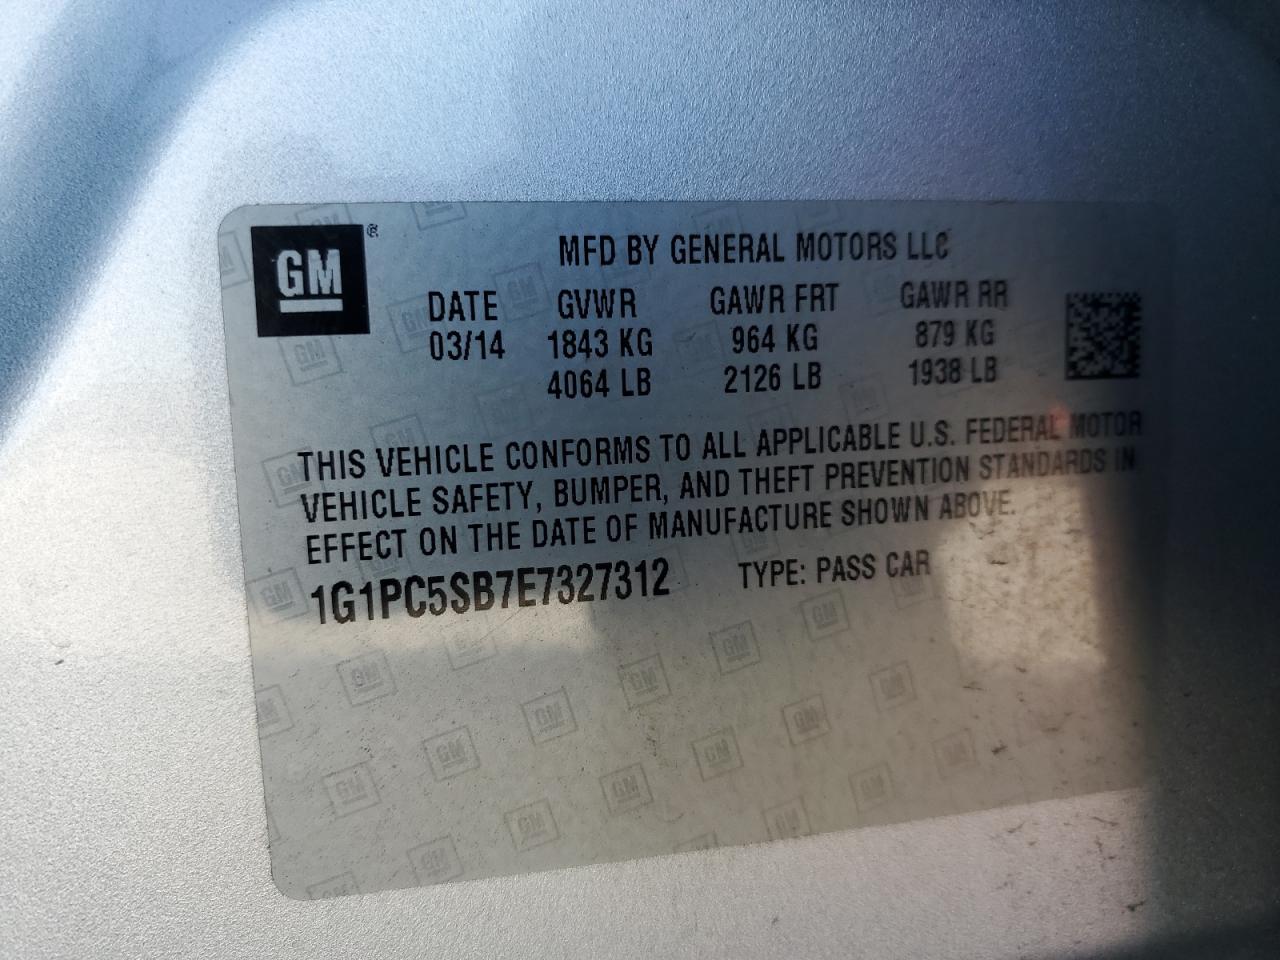 GM ®
MFD BY GENERAL MOTORS LLC
DATE GVWR GAWR FRT GAWR RR
03/14 1843 KG 964 KG 879 KG
4064 LB 2126 LB 1938 LB
THIS VEHICLE CONFORMS TO ALL APPLICABLE U.S. FEDERAL MOTOR
VEHICLE SAFETY, BUMPER, AND THEFT PREVENTION STANDARDS IN
EFFECT ON THE DATE OF MANUFACTURE SHOWN ABOVE.
1G1PC5SB7E7327312 TYPE: PASS CAR